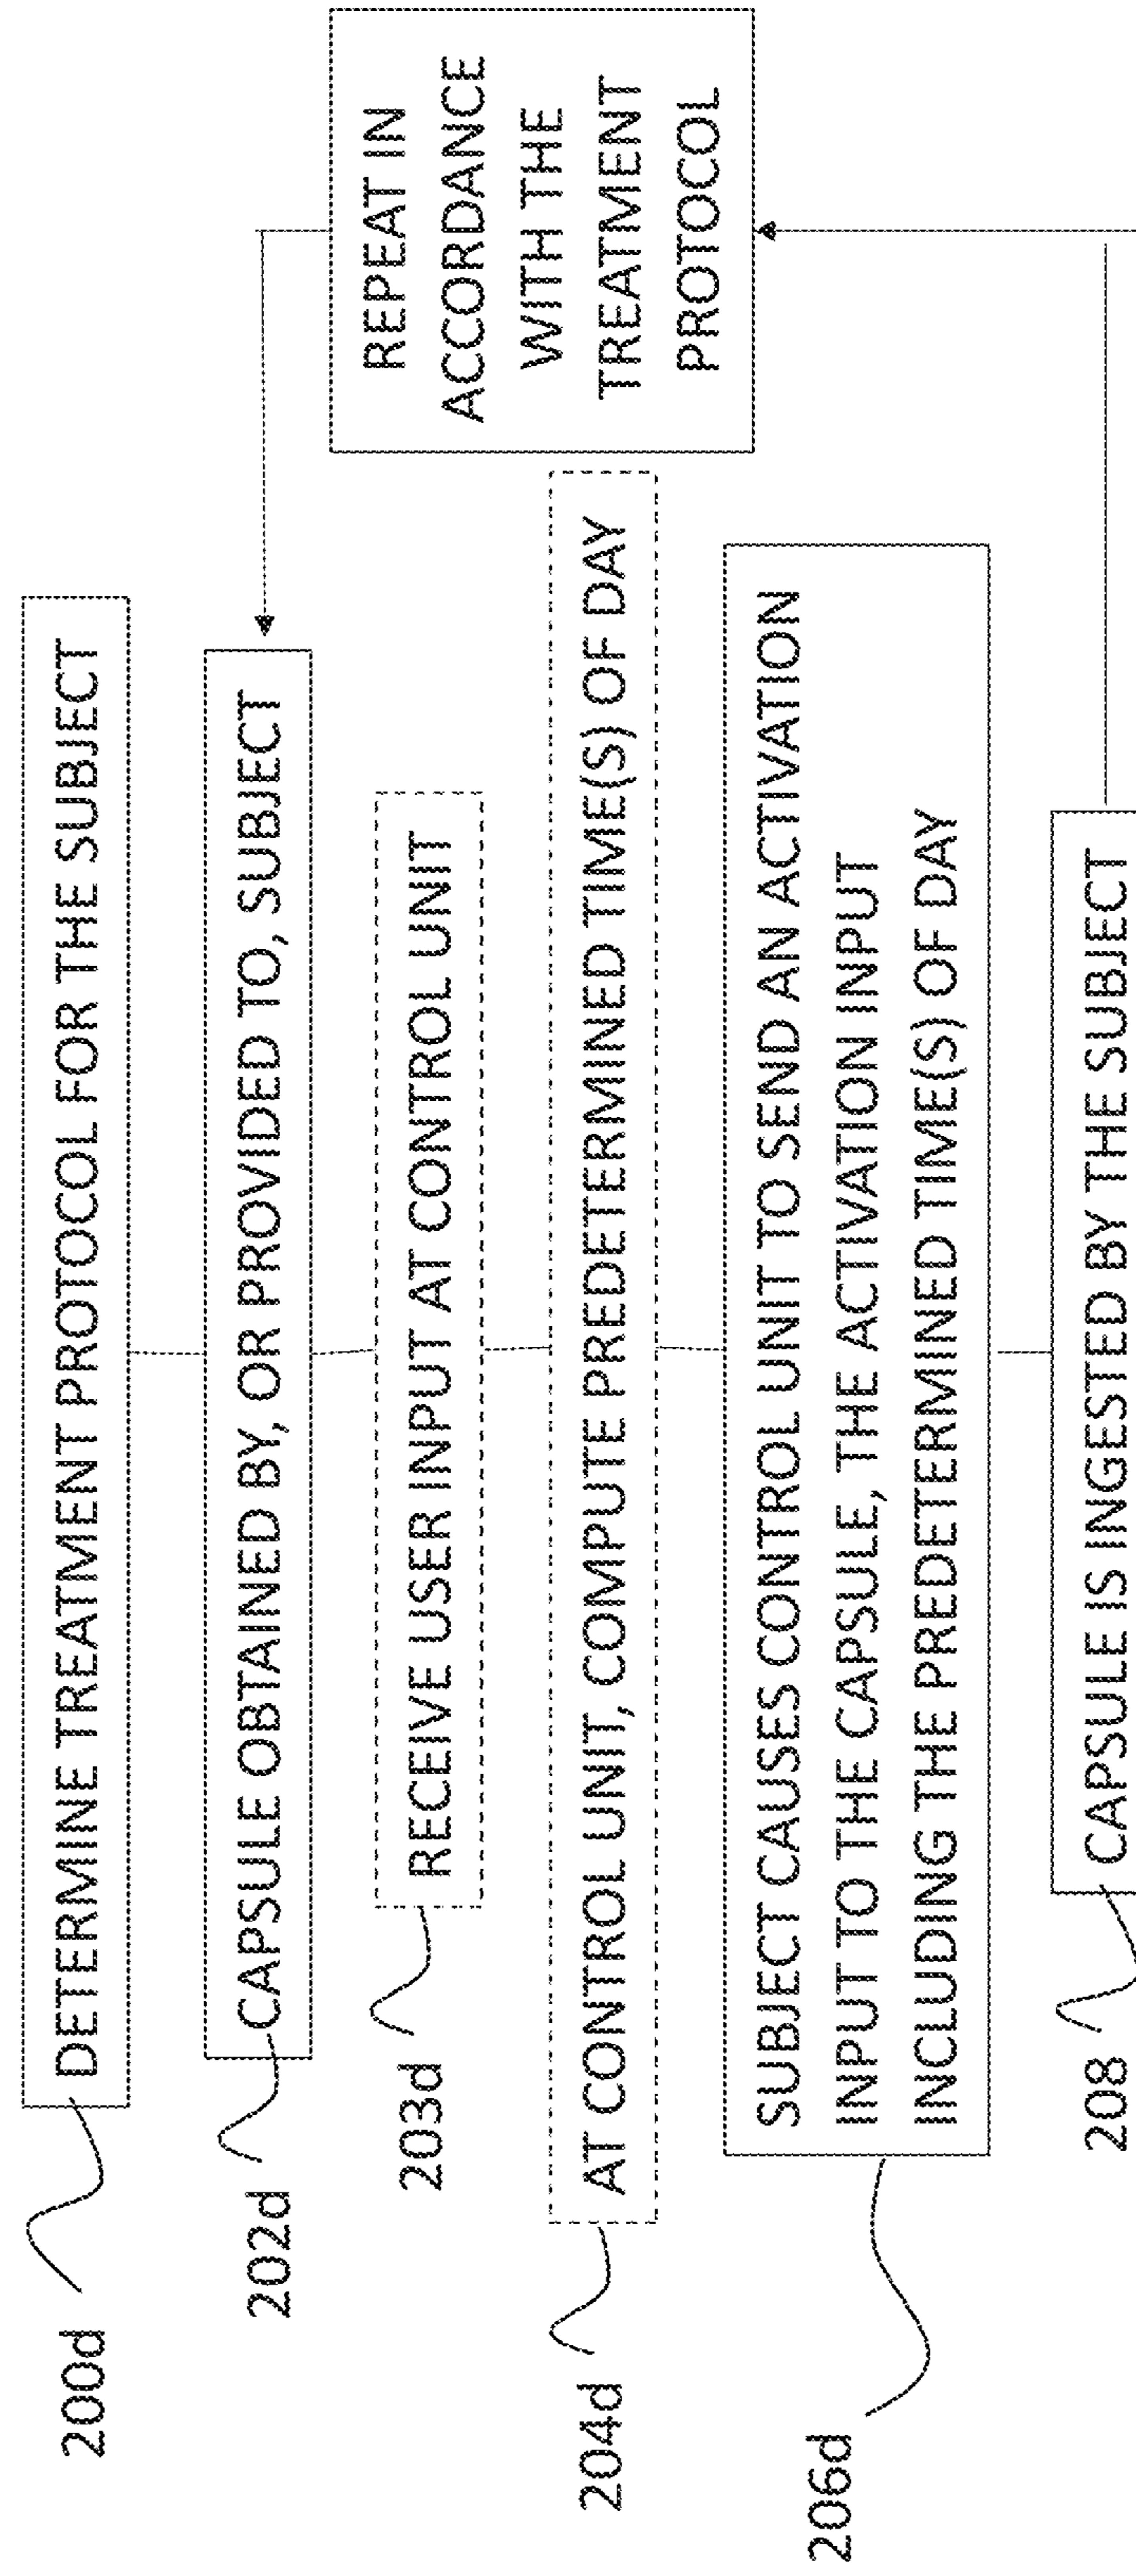 200d
DETERMINE TREATMENT PROTOCOL FOR THE SUBJECT
202d
CAPSULE OBTAINED BY, OR PROVIDED TO, SUBJECT
203d
RECEIVE USER INPUT AT CONTROL UNIT
204d
AT CONTROL UNIT, COMPUTE PREDETERMINED TIME(S) OF DAY
206d
SUBJECT CAUSES CONTROL UNIT TO SEND AN ACTIVATION
INPUT TO THE CAPSULE, THE ACTIVATION INPUT
INCLUDING THE PREDETERMINED TIME(S) OF DAY
208
CAPSULE IS INGESTED BY THE SUBJECT
REPEAT IN
ACCORDANCE
WITH THE
TREATMENT
PROTOCOL